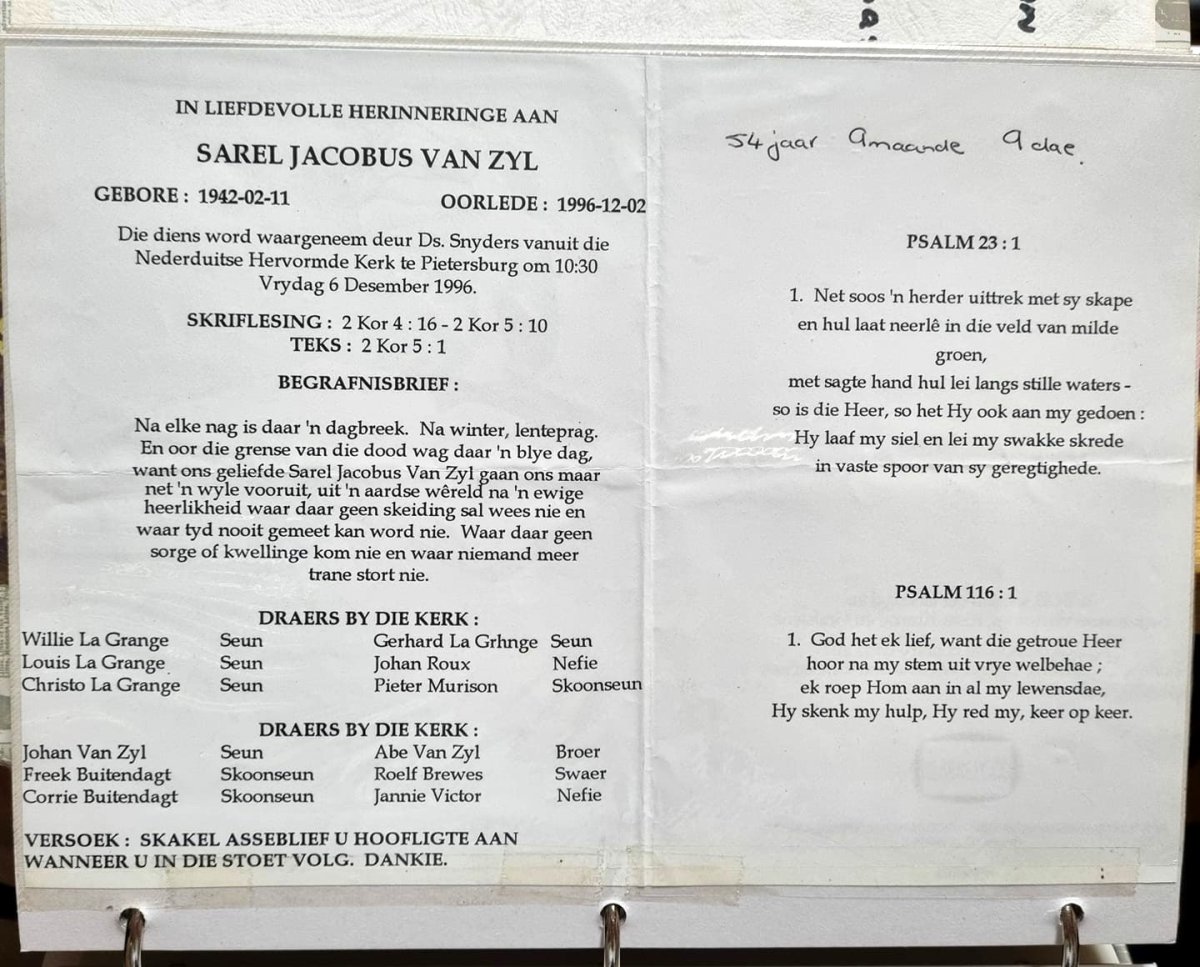 IN LIEFDEVOLLE HERINNERINGE AAN
SAREL JACOBUS VAN ZYL
GEBORE : 1942-02-11 OORLEDE : 1996-12-02
Die diens word waargeneem deur Ds. Snyders vanuit die
Nederduitse Hervormde Kerk te Pietersburg om 10:30
Vrydag 6 Desember 1996.
SKRIFLESING : 2 Kor 4 : 16 - 2 Kor 5 : 10
TEKS : 2 Kor 5 : 1
BEGRAFNISBRIEF :
Na elke nag is daar 'n dagbreek. Na winter, lenteprag.
En oor die grense van die dood wag daar 'n blye dag,
want ons geliefde Sarel Jacobus Van Zyl gaan ons maar
net 'n wyle vooruit, uit 'n aardse wêreld na 'n ewige
heerlikheid waar daar geen skeiding sal wees nie en
waar tyd nooit gemeet kan word nie. Waar daar geen
sorge of kwellinge kom nie en waar niemand meer
trane stort nie.
DRAERS BY DIE KERK :
Willie La Grange Seun Gerhard La Grhnge Seun
Louis La Grange Seun Johan Roux Nefie
Christo La Grange Seun Pieter Murison Skoonseun
DRAERS BY DIE KERK :
Johan Van Zyl Seun Abe Van Zyl Broer
Freek Buitendagt Skoonseun Roelf Brewes Swaer
Corrie Buitendagt Skoonseun Jannie Victor Nefie
VERSOEK : SKAKEL ASSEBLIEF U HOOFLIGTE AAN
WANNEER U IN DIE STOET VOLG. DANKIE.
54 jaar 9 maande 9 dae.
PSALM 23 : 1
1. Net soos 'n herder uittrek met sy skape
en hul laat neerlê in die veld van milde
groen,
met sagte hand hul lei langs stille waters -
so is die Heer, so het Hy ook aan my gedoen :
Hy laaf my siel en lei my swakke skrede
in vaste spoor van sy geregtighede.
PSALM 116 : 1
1. God het ek lief, want die getroue Heer
hoor na my stem uit vrye welbehae ;
ek roep Hom aan in al my lewensdae,
Hy skenk my hulp, Hy red my, keer op keer.